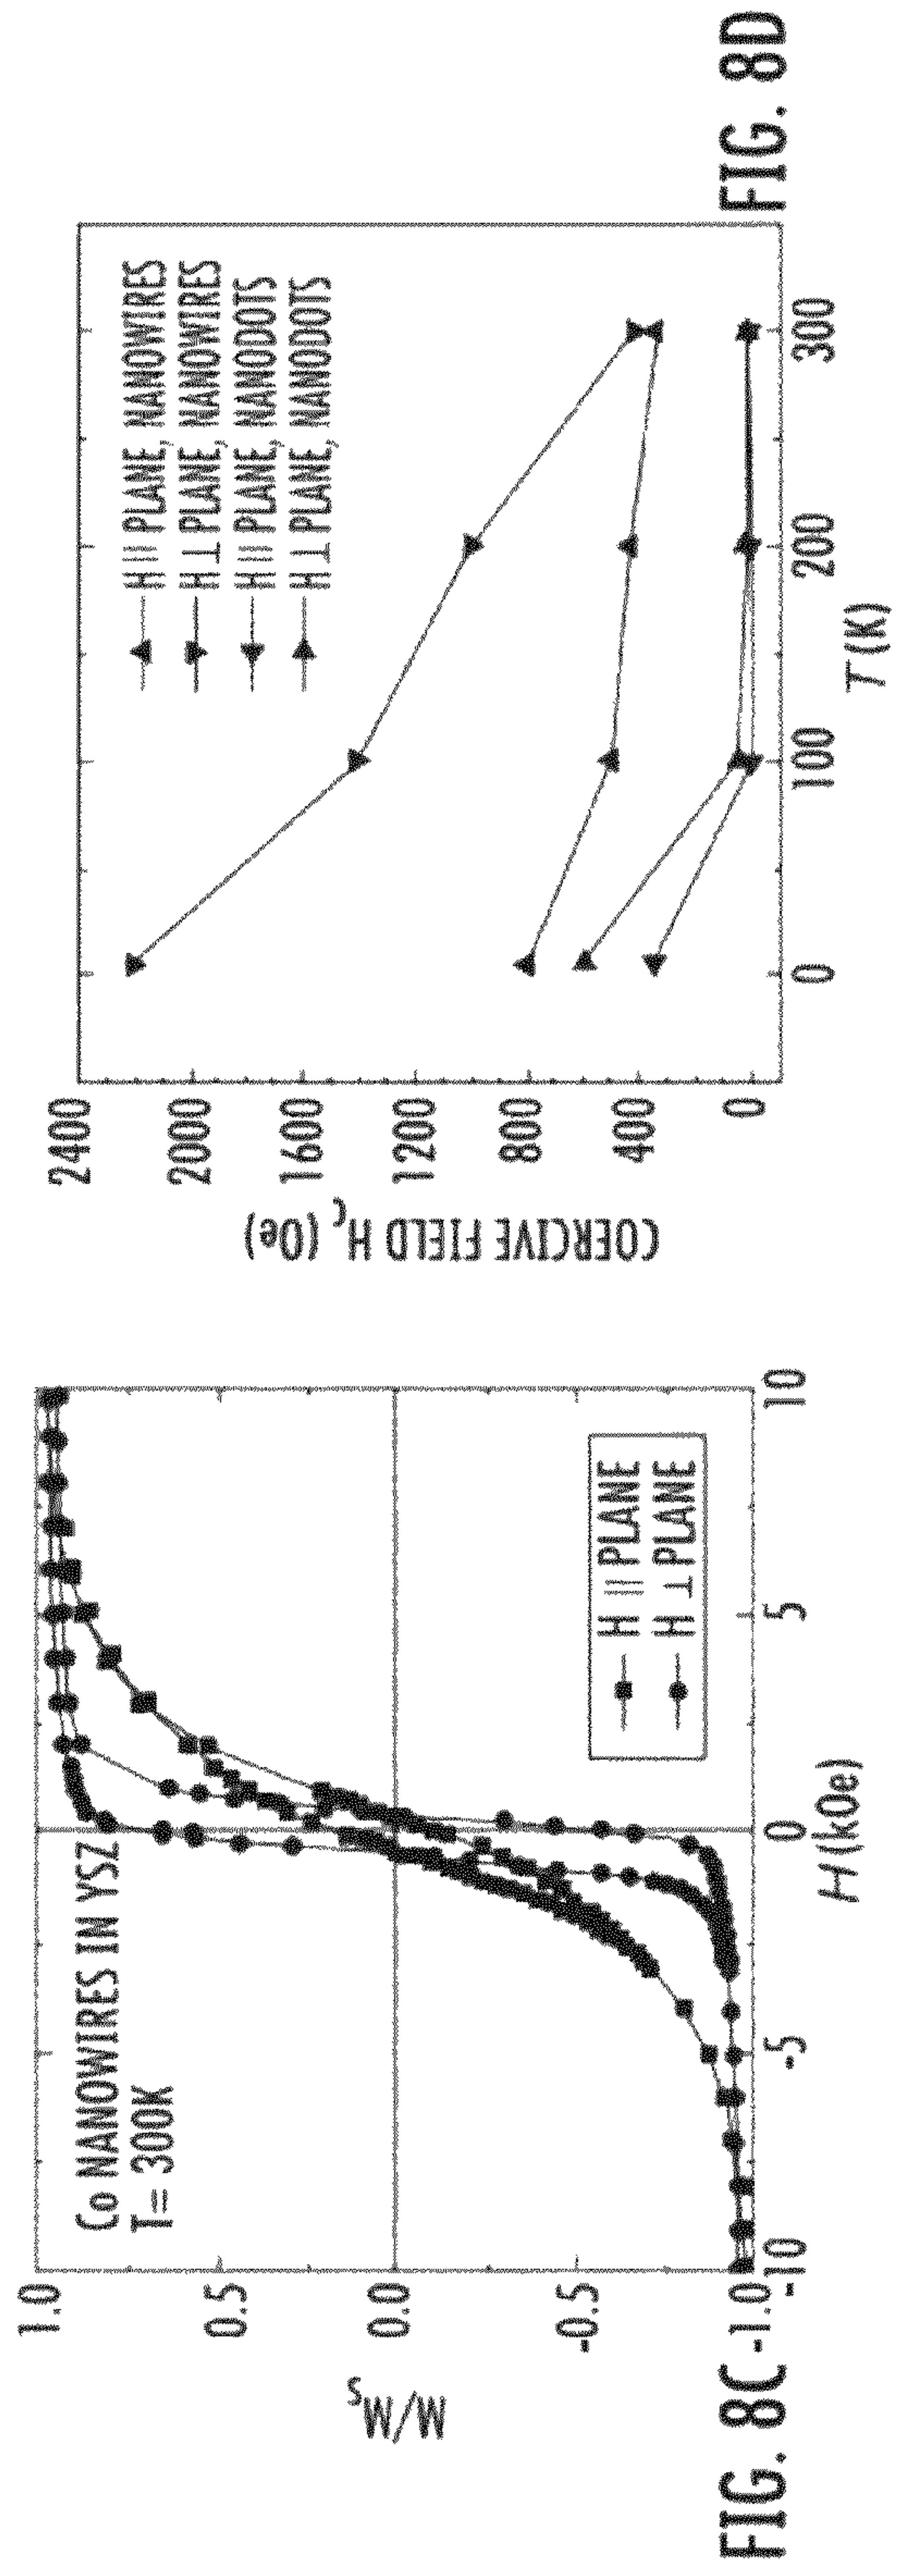 Co NANOWIRES IN YSZ
T= 300K
H || PLANE
H ⊥ PLANE
1.0
0.5
0.0
-0.5
-1.0
-10
-5
0
5
10
M/Ms
H (kOe)
FIG. 8C
H || PLANE, NANOWIRES
H ⊥ PLANE, NANOWIRES
H || PLANE, NANODOTS
H ⊥ PLANE, NANODOTS
2400
2000
1600
1200
800
400
0
0
100
200
300
COERCIVE FIELD Hc (Oe)
T (K)
FIG. 8D